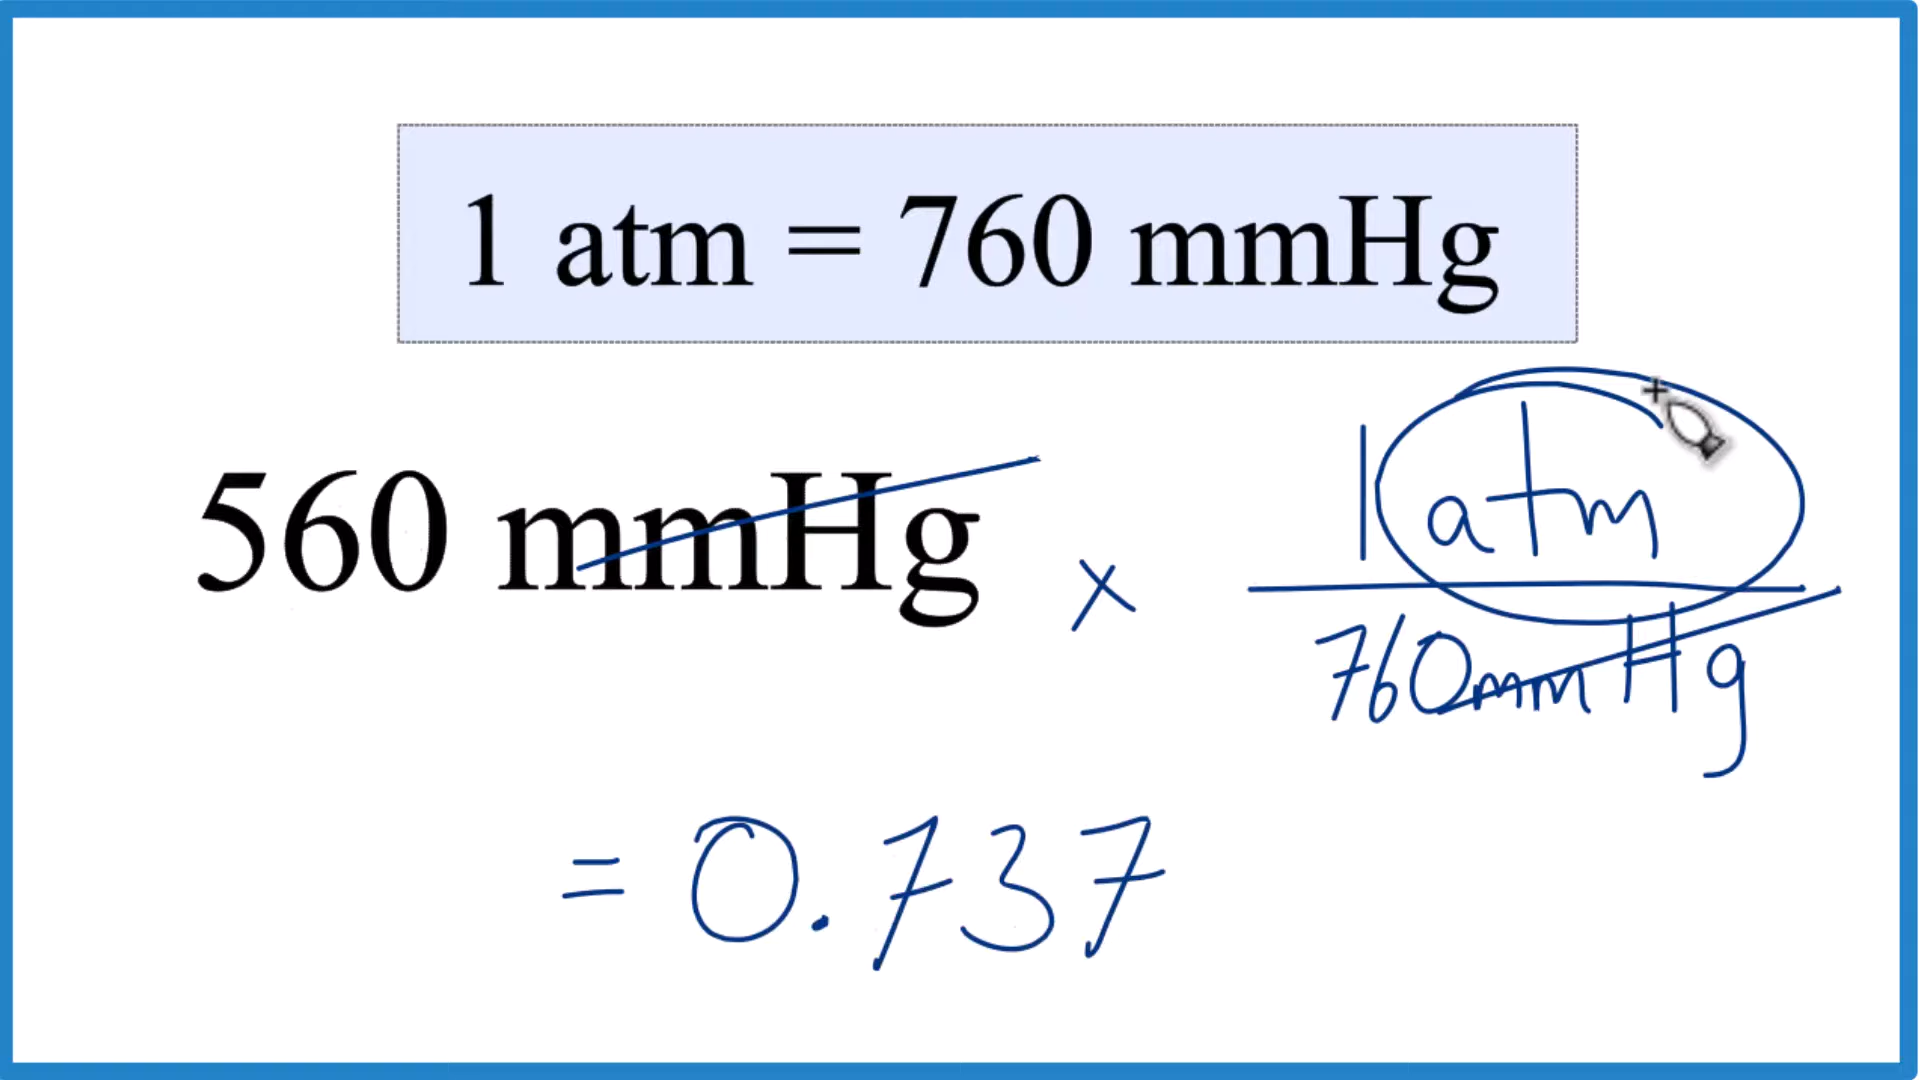 1 atm = 760 mmHg
560 mmHg × 1 atm
760 mmHg
= 0.737